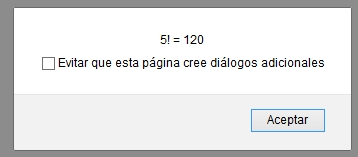 5! = 120
Evitar que esta página cree diálogos adicionales
Aceptar